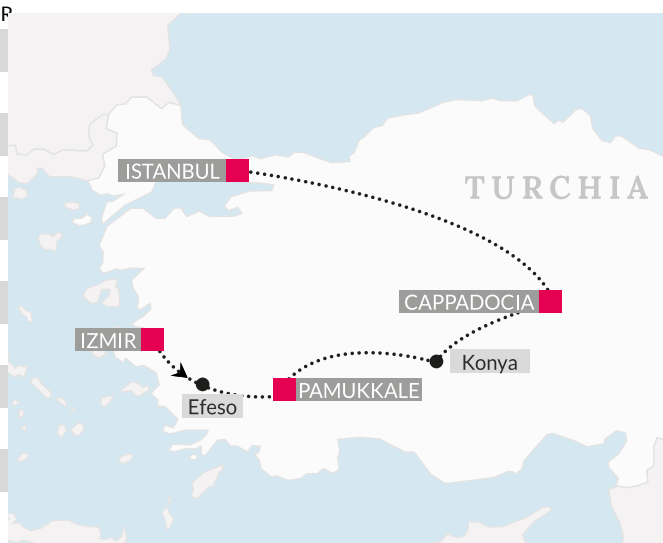 R
ISTANBUL
TURCHIA
CAPPADOCIA
IZMIR
Konya
PAMUKKALE
Efeso